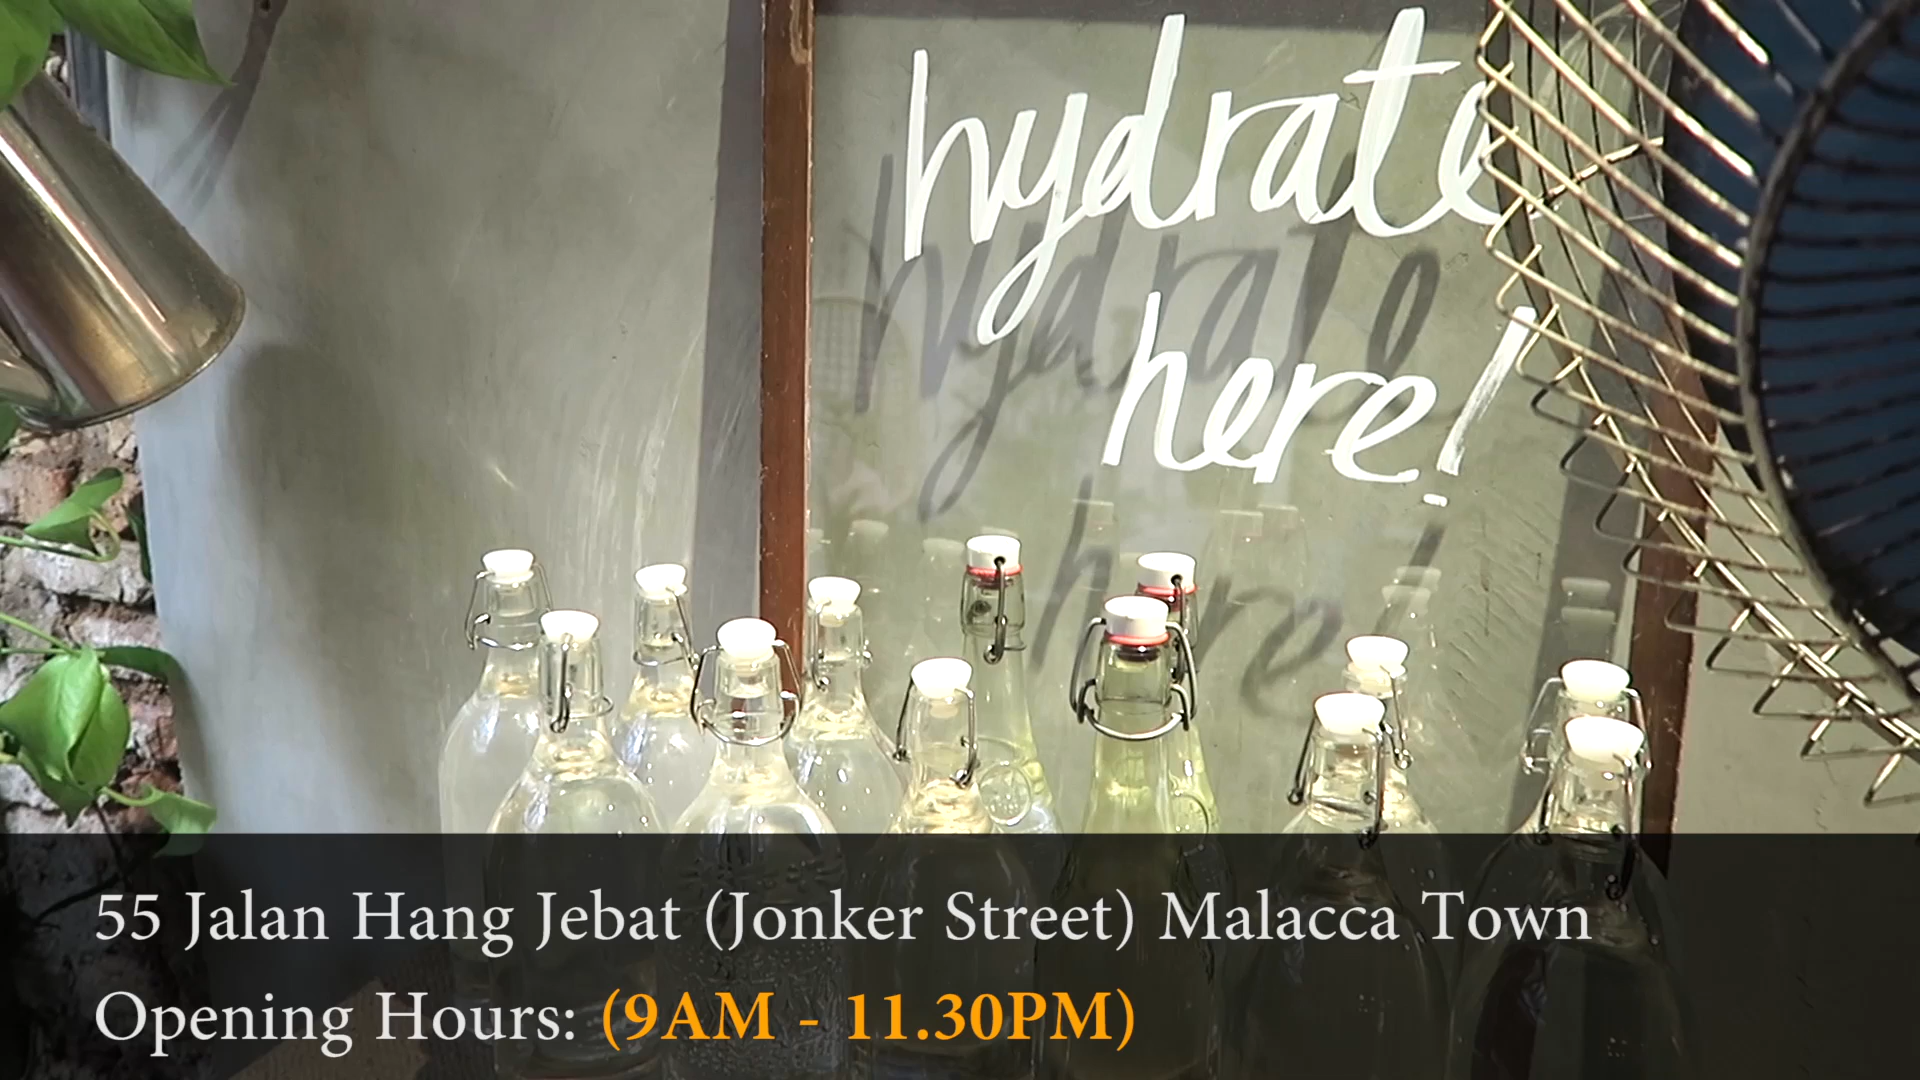 hydrate
here!
55 Jalan Hang Jebat (Jonker Street) Malacca Town
Opening Hours: (9AM - 11.30PM)